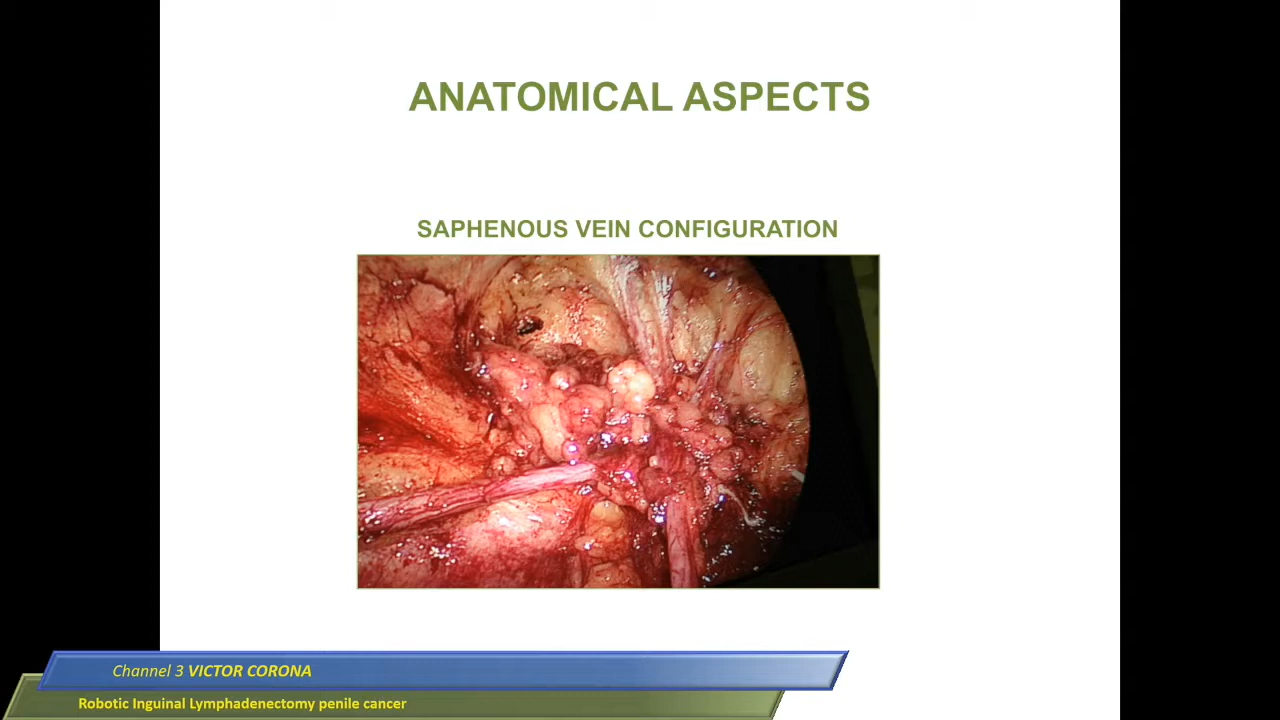 ANATOMICAL ASPECTS
SAPHENOUS VEIN CONFIGURATION
Channel 3 VICTOR CORONA
Robotic Inguinal Lymphadenectomy penile cancer